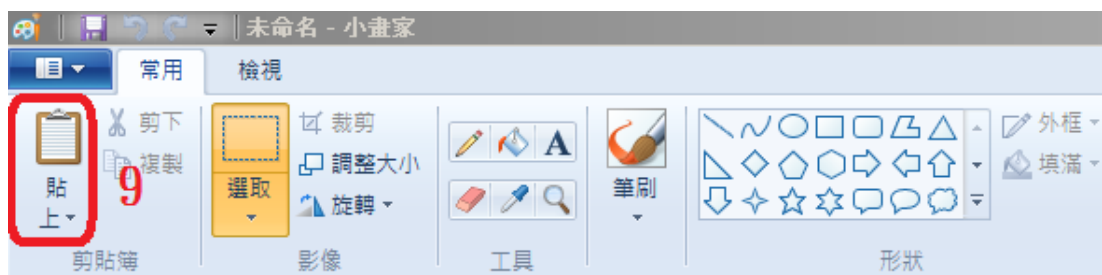 未命名 - 小畫家
常用 檢視
貼上
剪下
複製
9
剪貼簿
選取
裁剪
調整大小
旋轉
影像
A
工具
筆刷
形狀
外框
填滿